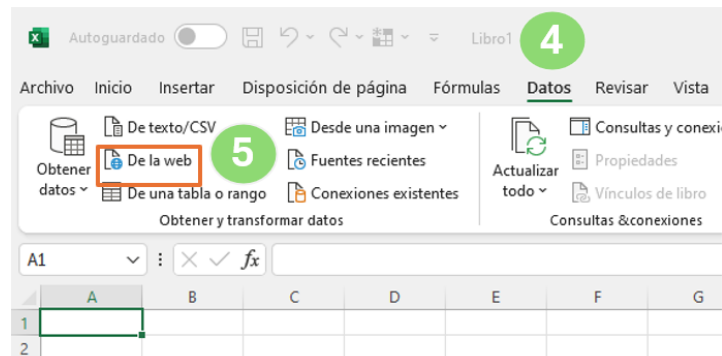 Autoguardado Libro1 4
Archivo Inicio Insertar Disposición de página Fórmulas Datos Revisar Vista
De texto/CSV Desde una imagen Consultas y conexi
Obtener datos De la web 5 Fuentes recientes Actualizar todo Propiedades
De una tabla o rango Conexiones existentes Vínculos de libro
Obtener y transformar datos Consultas &conexiones
A1 fx
A B C D E F G
1
2